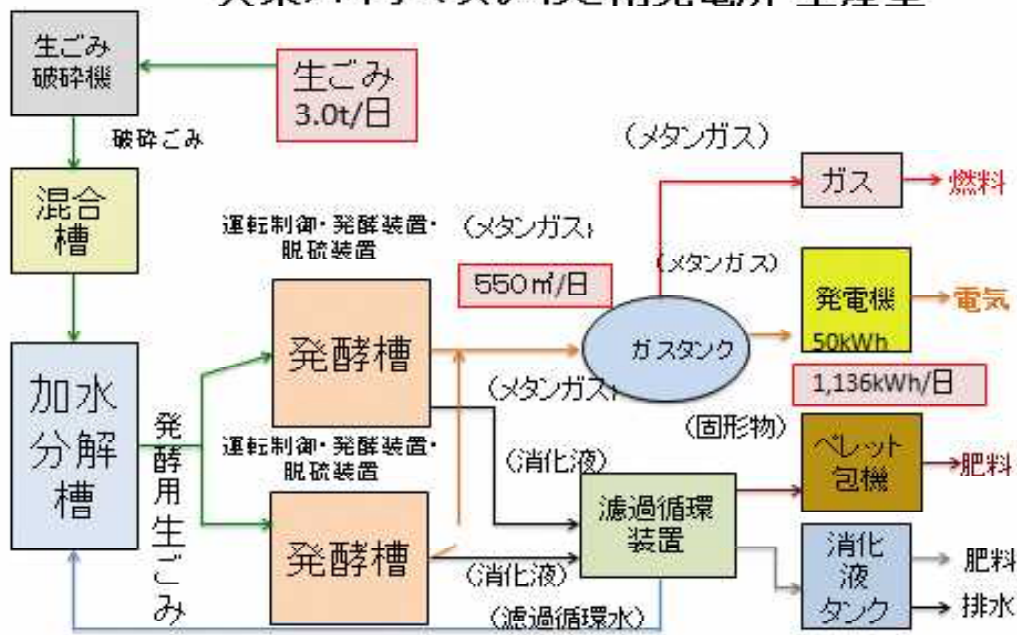 生ごみ
破砕機
生ごみ
3.0t/日
破砕ごみ
混合
槽
加水
分解
槽
発酵用生ごみ
運転制御・発酵装置・
脱硫装置
発酵槽
運転制御・発酵装置・
脱硫装置
発酵槽
(メタンガス)
550㎥/日
(メタンガス)
ガスタンク
(メタンガス)
ガス
燃料
(メタンガス)
発電機
50kWh
電気
1,136kWh/日
(消化液)
(消化液)
濾過循環
装置
(濾過循環水)
(固形物)
ペレット
包機
肥料
消化
液
タンク
肥料
排水